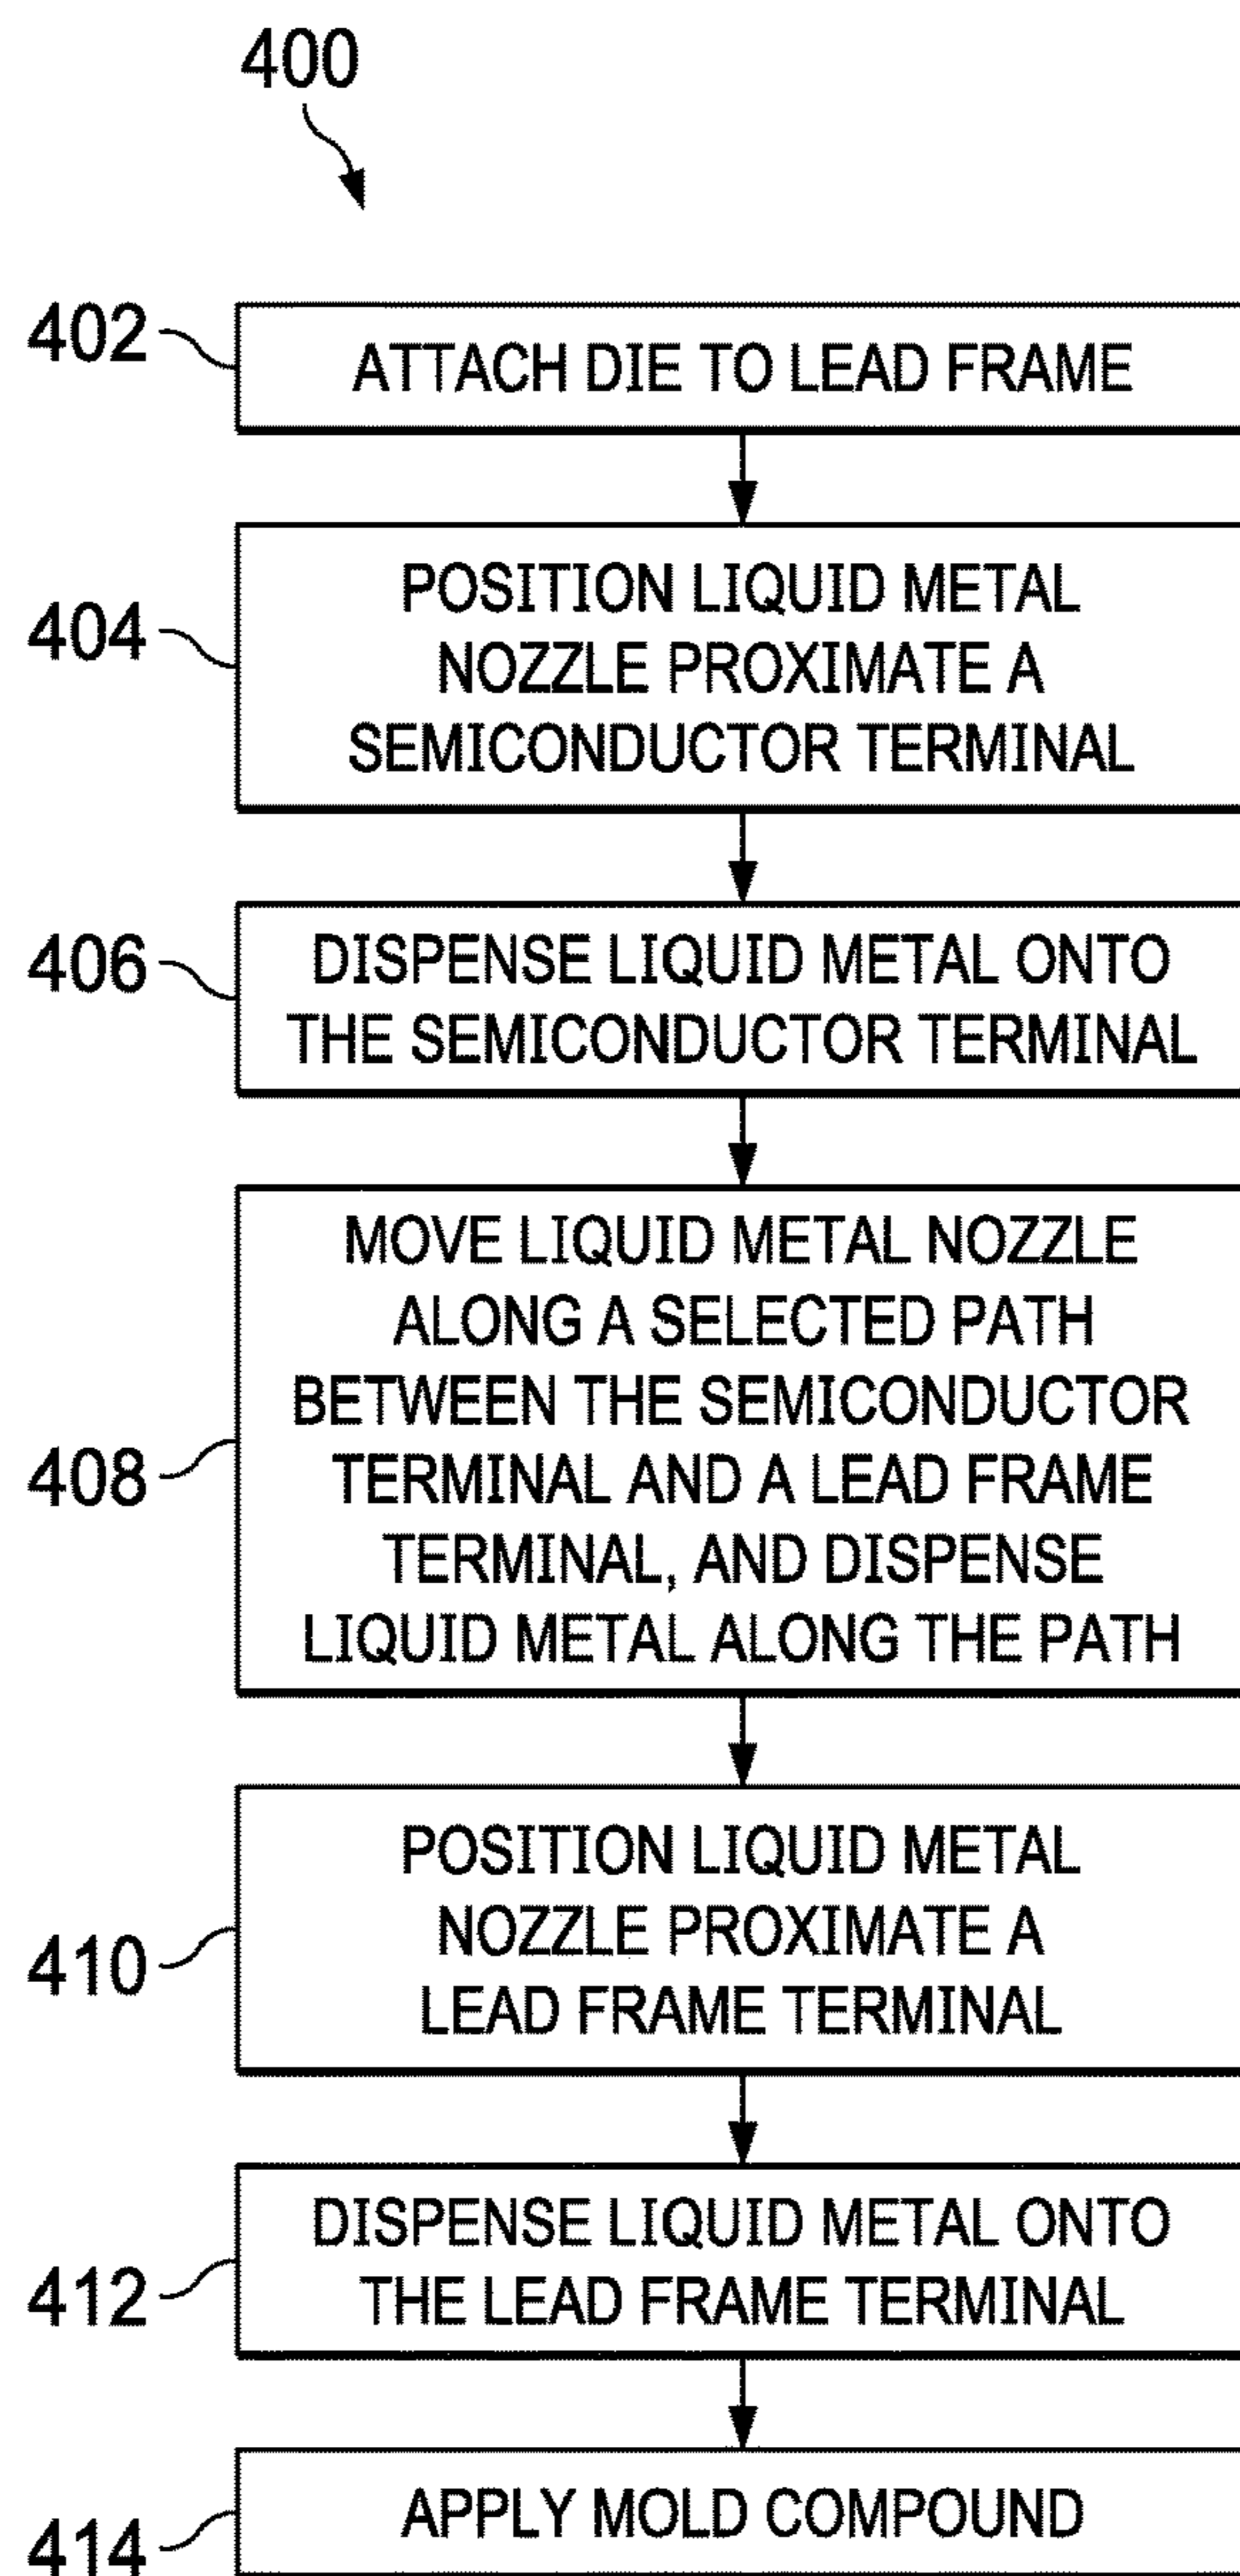 400
402
ATTACH DIE TO LEAD FRAME
404
POSITION LIQUID METAL
NOZZLE PROXIMATE A
SEMICONDUCTOR TERMINAL
406
DISPENSE LIQUID METAL ONTO
THE SEMICONDUCTOR TERMINAL
408
MOVE LIQUID METAL NOZZLE
ALONG A SELECTED PATH
BETWEEN THE SEMICONDUCTOR
TERMINAL AND A LEAD FRAME
TERMINAL, AND DISPENSE
LIQUID METAL ALONG THE PATH
410
POSITION LIQUID METAL
NOZZLE PROXIMATE A
LEAD FRAME TERMINAL
412
DISPENSE LIQUID METAL ONTO
THE LEAD FRAME TERMINAL
414
APPLY MOLD COMPOUND